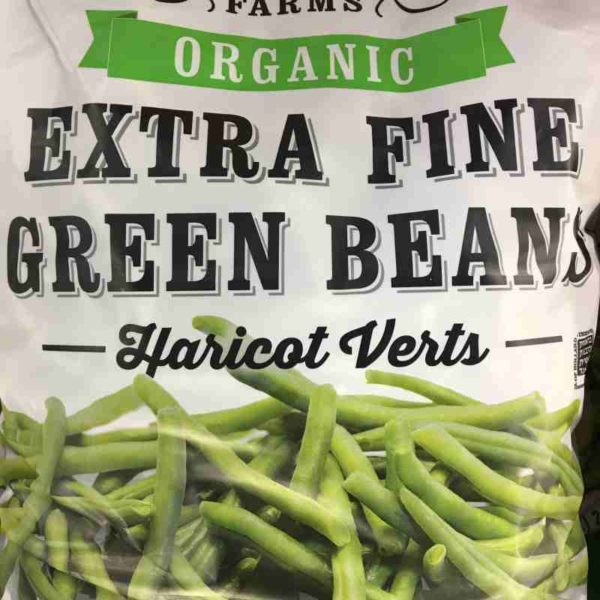 FARMS
ORGANIC
EXTRA FINE
GREEN BEANS
Haricot Verts